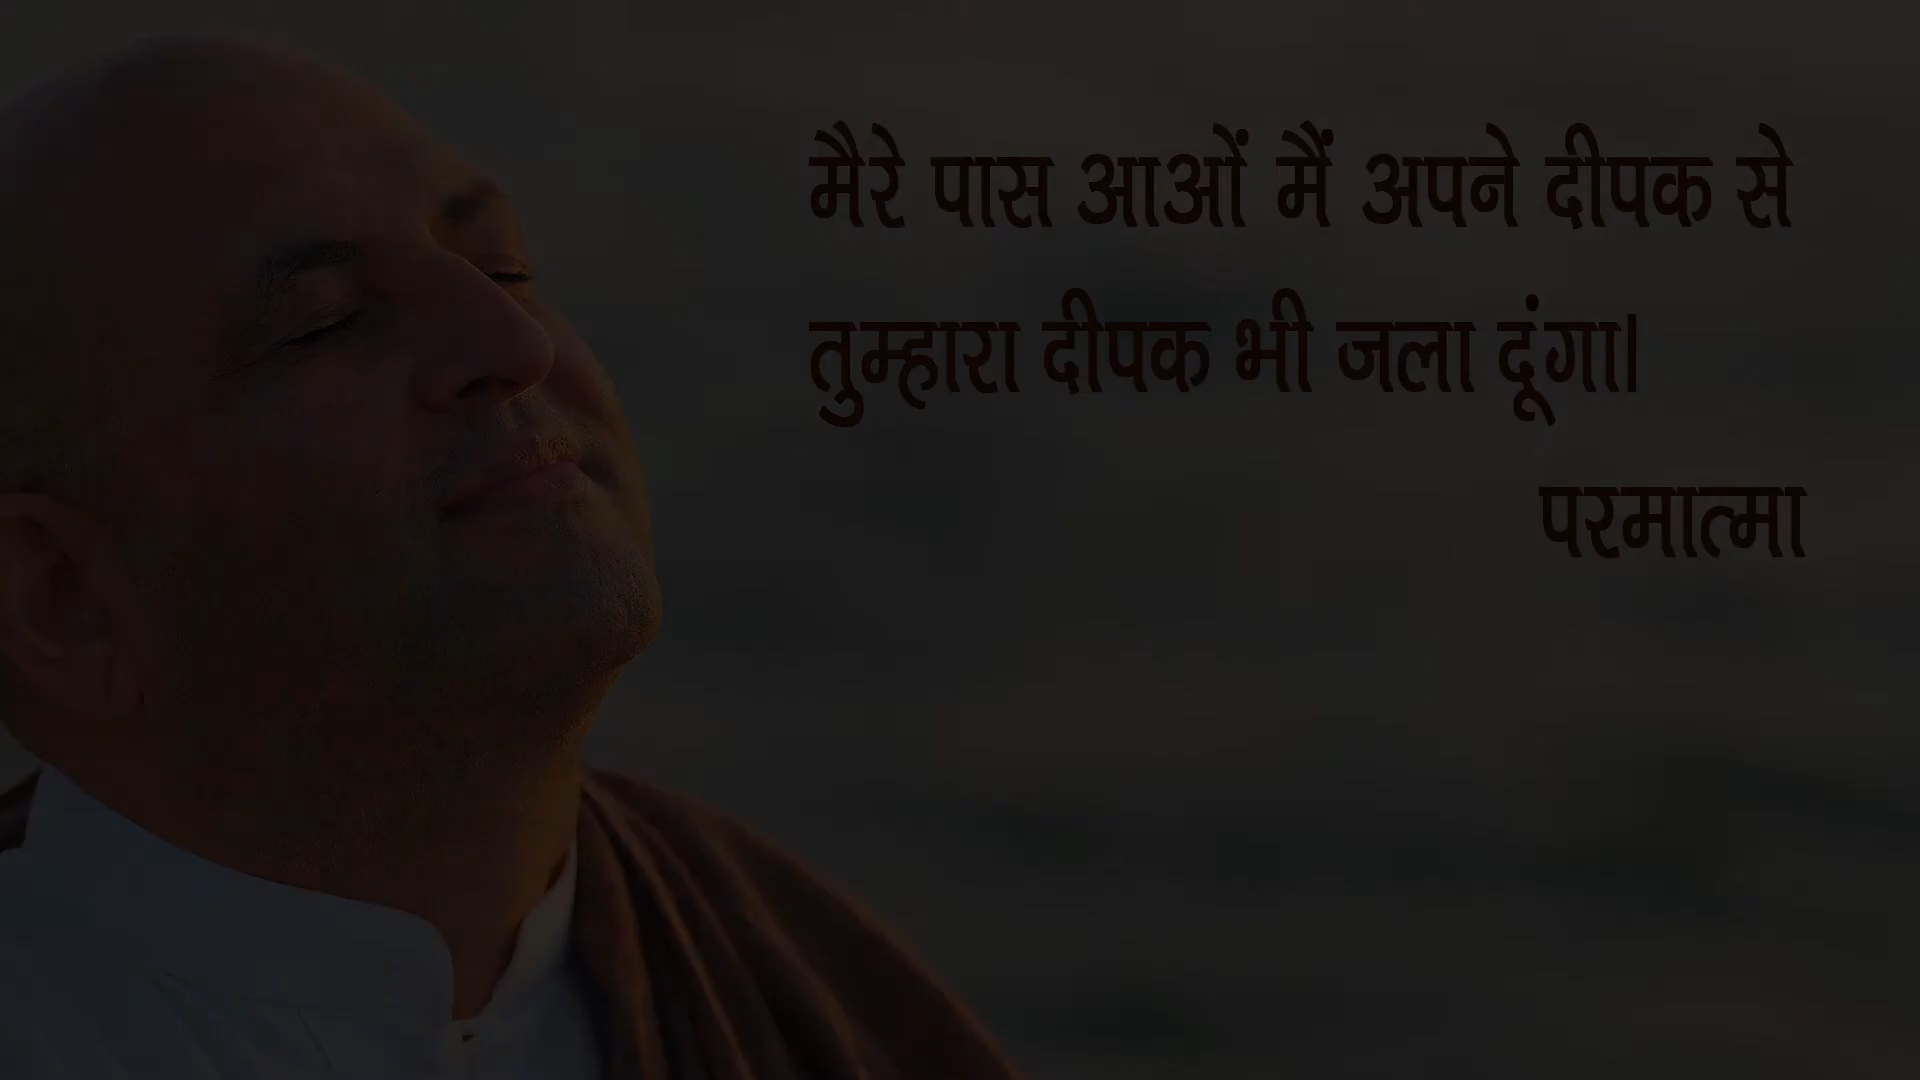 मैरे पास आओं मैं अपने दीपक से
तुम्हारा दीपक भी जला दूंगा।
परमात्मा